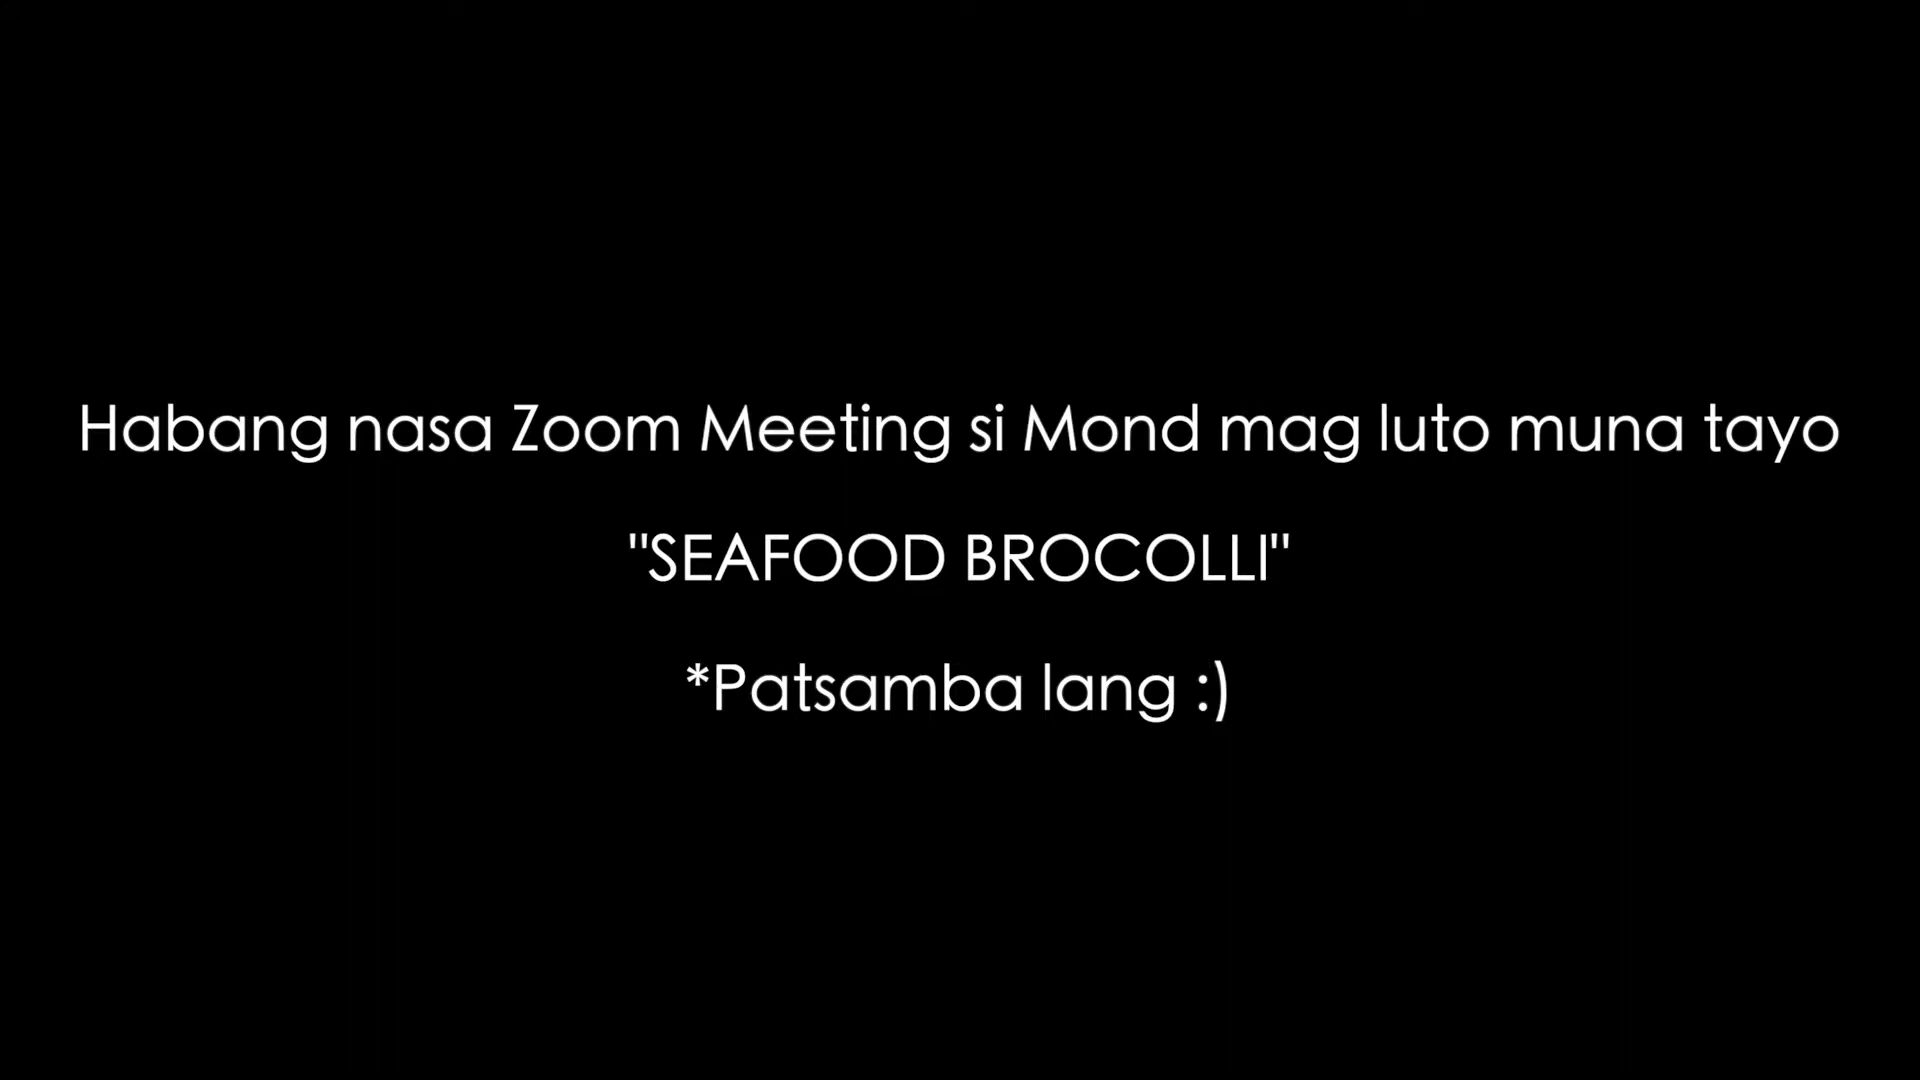 Habang nasa Zoom Meeting si Mond mag luto muna tayo
"SEAFOOD BROCOLLI"
*Patsamba lang :)